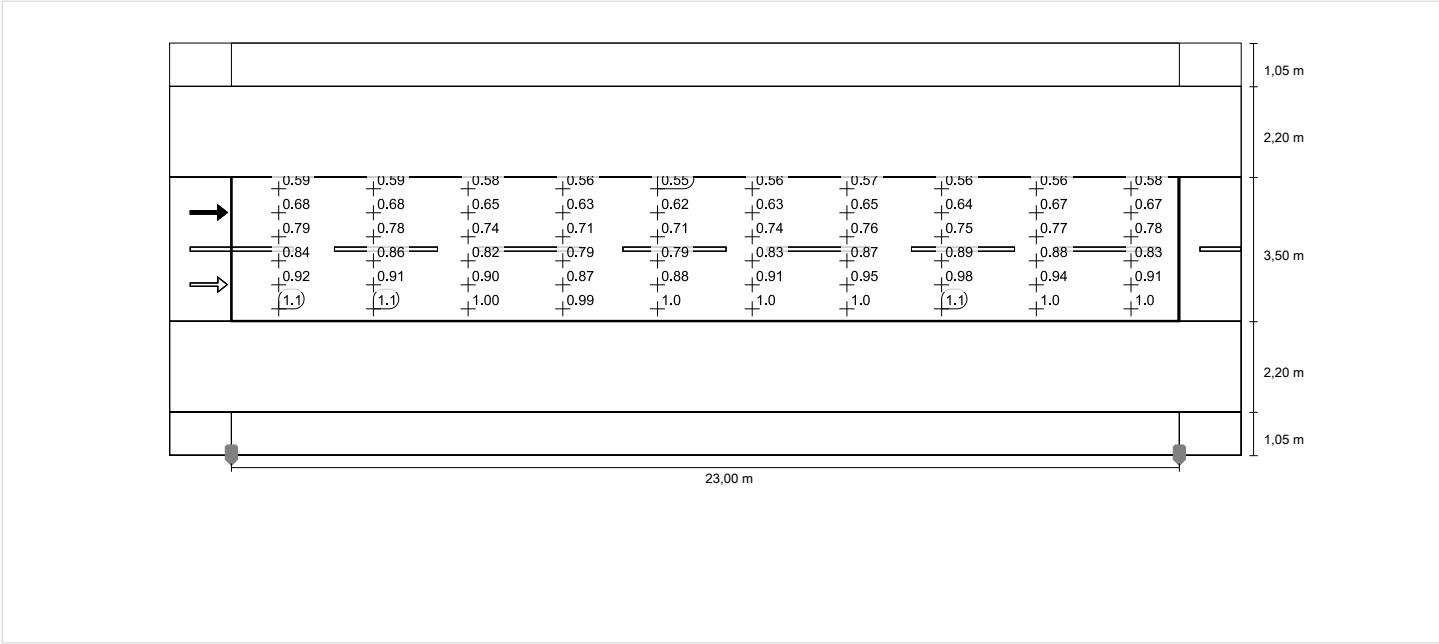 1,05 m
2,20 m
0.59 0.59 0.58 0.56 0.55 0.56 0.57 0.56 0.56 0.58
0.68 0.68 0.65 0.63 0.62 0.63 0.65 0.64 0.67 0.67
0.79 0.78 0.74 0.71 0.71 0.74 0.76 0.75 0.77 0.78
0.84 0.86 0.82 0.79 0.79 0.83 0.87 0.89 0.88 0.83
3,50 m
0.92 0.91 0.90 0.87 0.88 0.91 0.95 0.98 0.94 0.91
1.1 1.1 1.00 0.99 1.0 1.0 1.0 1.1 1.0 1.0
2,20 m
1,05 m
23,00 m